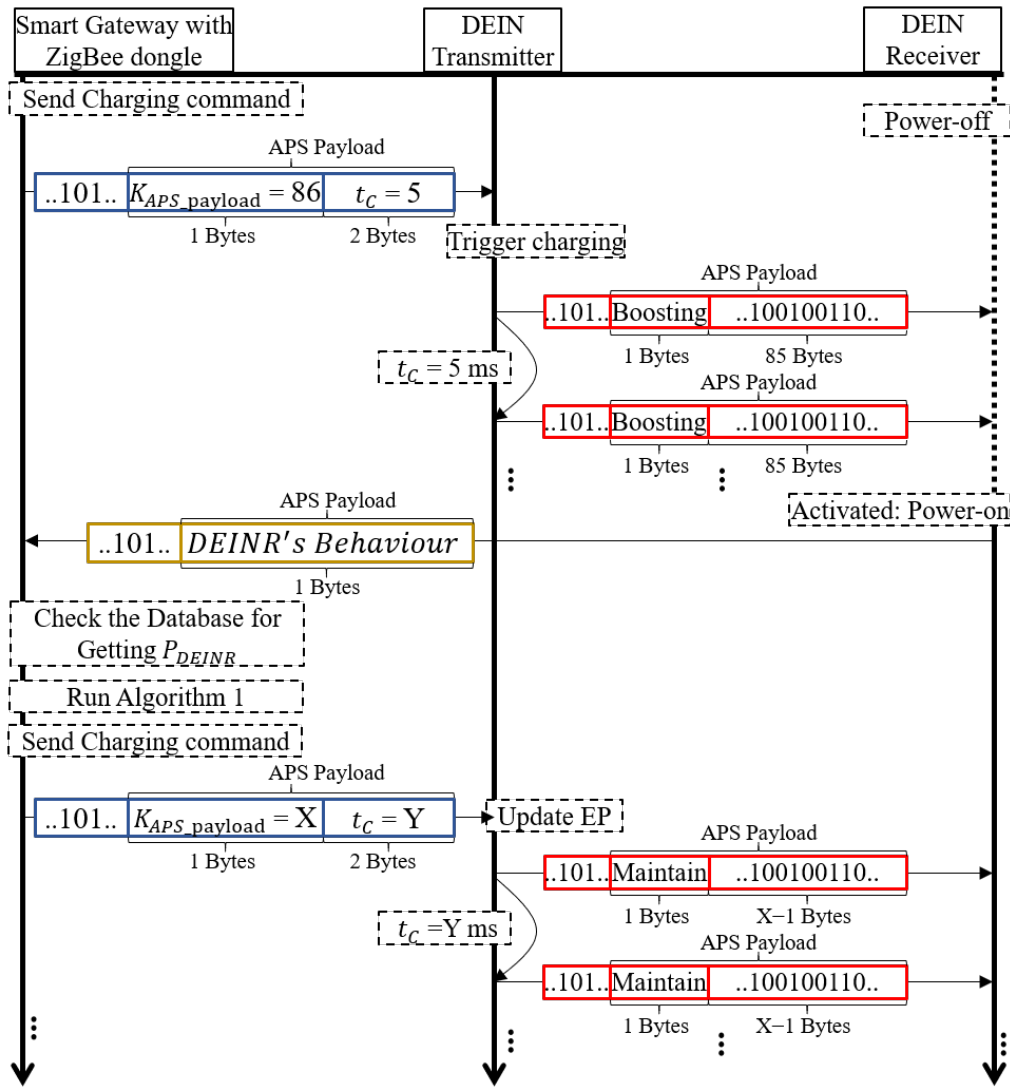 Smart Gateway with
ZigBee dongle
DEIN
Transmitter
DEIN
Receiver
Send Charging command
Power-off
APS Payload
..101..
K_APS_payload = 86
t_C = 5
1 Bytes
2 Bytes
Trigger charging
APS Payload
..101..
Boosting
..100100110..
1 Bytes
85 Bytes
t_C = 5 ms
APS Payload
..101..
Boosting
..100100110..
1 Bytes
85 Bytes
Activated: Power-on
APS Payload
..101..
DEINR's Behaviour
1 Bytes
Check the Database for
Getting P_DEINR
Run Algorithm 1
Send Charging command
APS Payload
..101..
K_APS_payload = X
t_C = Y
1 Bytes
2 Bytes
Update EP
APS Payload
..101..
Maintain
..100100110..
1 Bytes
X−1 Bytes
t_C =Y ms
APS Payload
..101..
Maintain
..100100110..
1 Bytes
X−1 Bytes